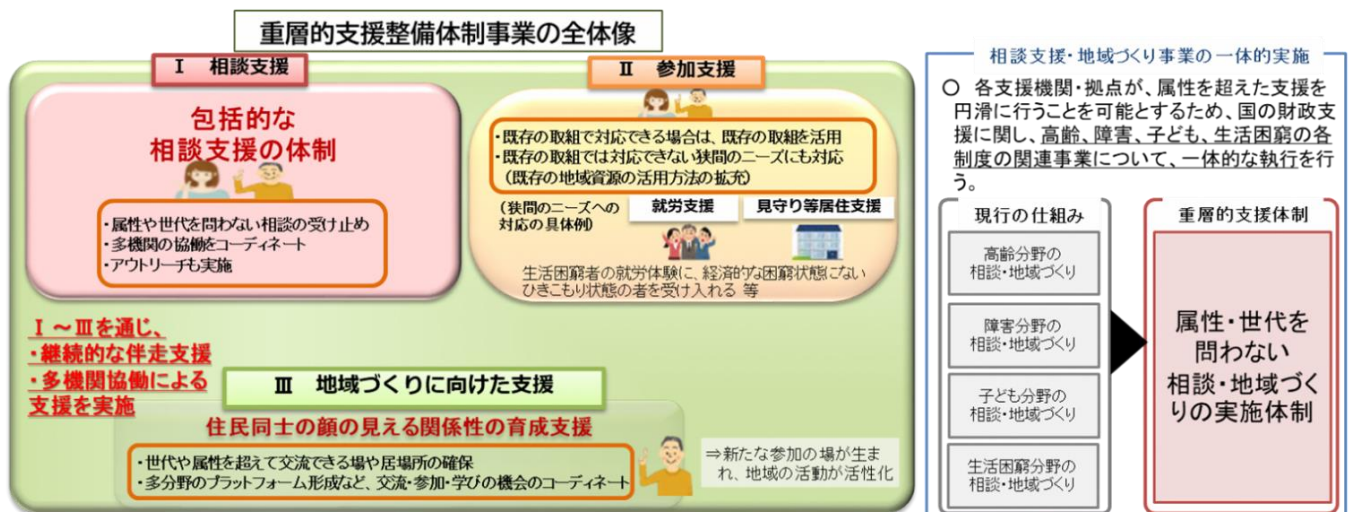 重層的支援整備体制事業の全体像
Ⅰ 相談支援
包括的な
相談支援の体制
・属性や世代を問わない相談の受け止め
・多機関の協働をコーディネート
・アウトリーチも実施
Ⅱ 参加支援
・既存の取組で対応できる場合は、既存の取組を活用
・既存の取組では対応できない狭間のニーズにも対応
（既存の地域資源の活用方法の拡充）
（狭間のニーズへの
対応の具体例）
就労支援
見守り等居住支援
生活困窮者の就労体験に、経済的な困窮状態にない
ひきこもり状態の者を受け入れる 等
Ⅰ～Ⅲを通じ、
・継続的な伴走支援
・多機関協働による
支援を実施
Ⅲ 地域づくりに向けた支援
住民同士の顔の見える関係性の育成支援
・世代や属性を超えて交流できる場や居場所の確保
・多分野のプラットフォーム形成など、交流・参加・学びの機会のコーディネート
⇒新たな参加の場が生ま
れ、地域の活動が活性化
相談支援・地域づくり事業の一体的実施
○ 各支援機関・拠点が、属性を超えた支援を
円滑に行うことを可能とするため、国の財政支
援に関し、高齢、障害、子ども、生活困窮の各
制度の関連事業について、一体的な執行を行
う。
現行の仕組み
高齢分野の
相談・地域づくり
障害分野の
相談・地域づくり
子ども分野の
相談・地域づくり
生活困窮分野の
相談・地域づくり
重層的支援体制
属性・世代を
問わない
相談・地域づく
りの実施体制